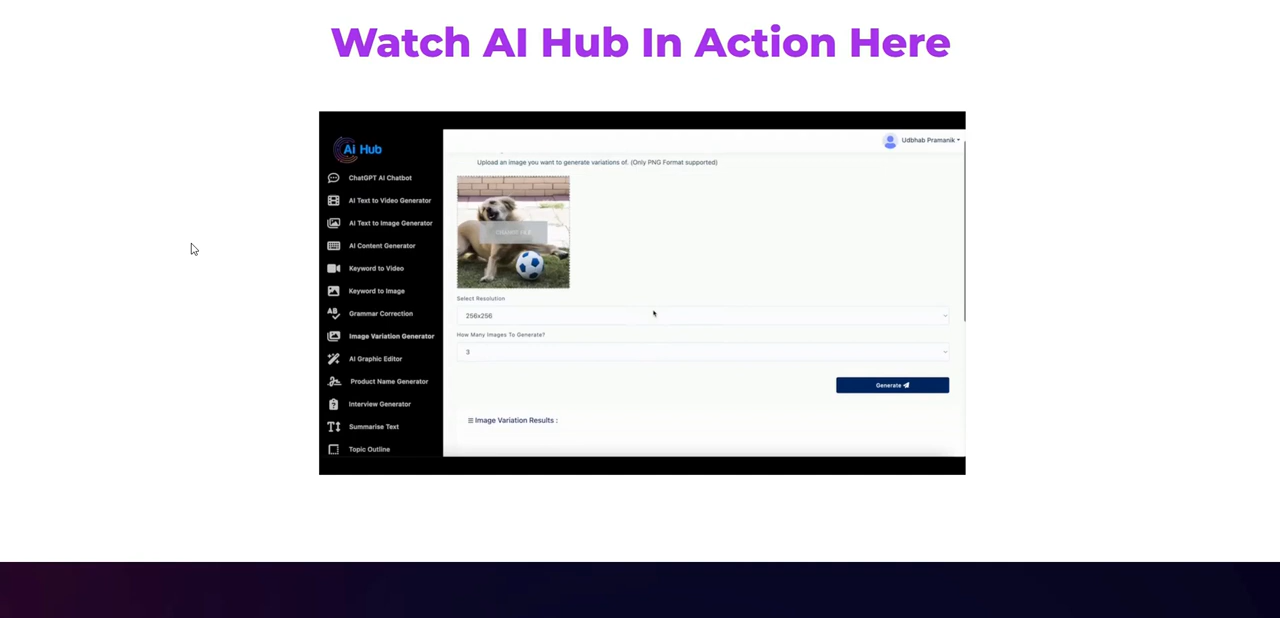 Watch AI Hub In Action Here
Ai Hub
Udbhab Pramanik
Upload an image you want to generate variations of. (Only PNG Format supported)
ChatGPT AI Chatbot
AI Text to Video Generator
AI Text to Image Generator
AI Content Generator
Keyword to Video
Keyword to Image
Grammar Correction
Image Variation Generator
AI Graphic Editor
Product Name Generator
Interview Generator
Summarise Text
Topic Outline
Select Resolution
256x256
How Many Images To Generate?
3
Generate
Image Variation Results :